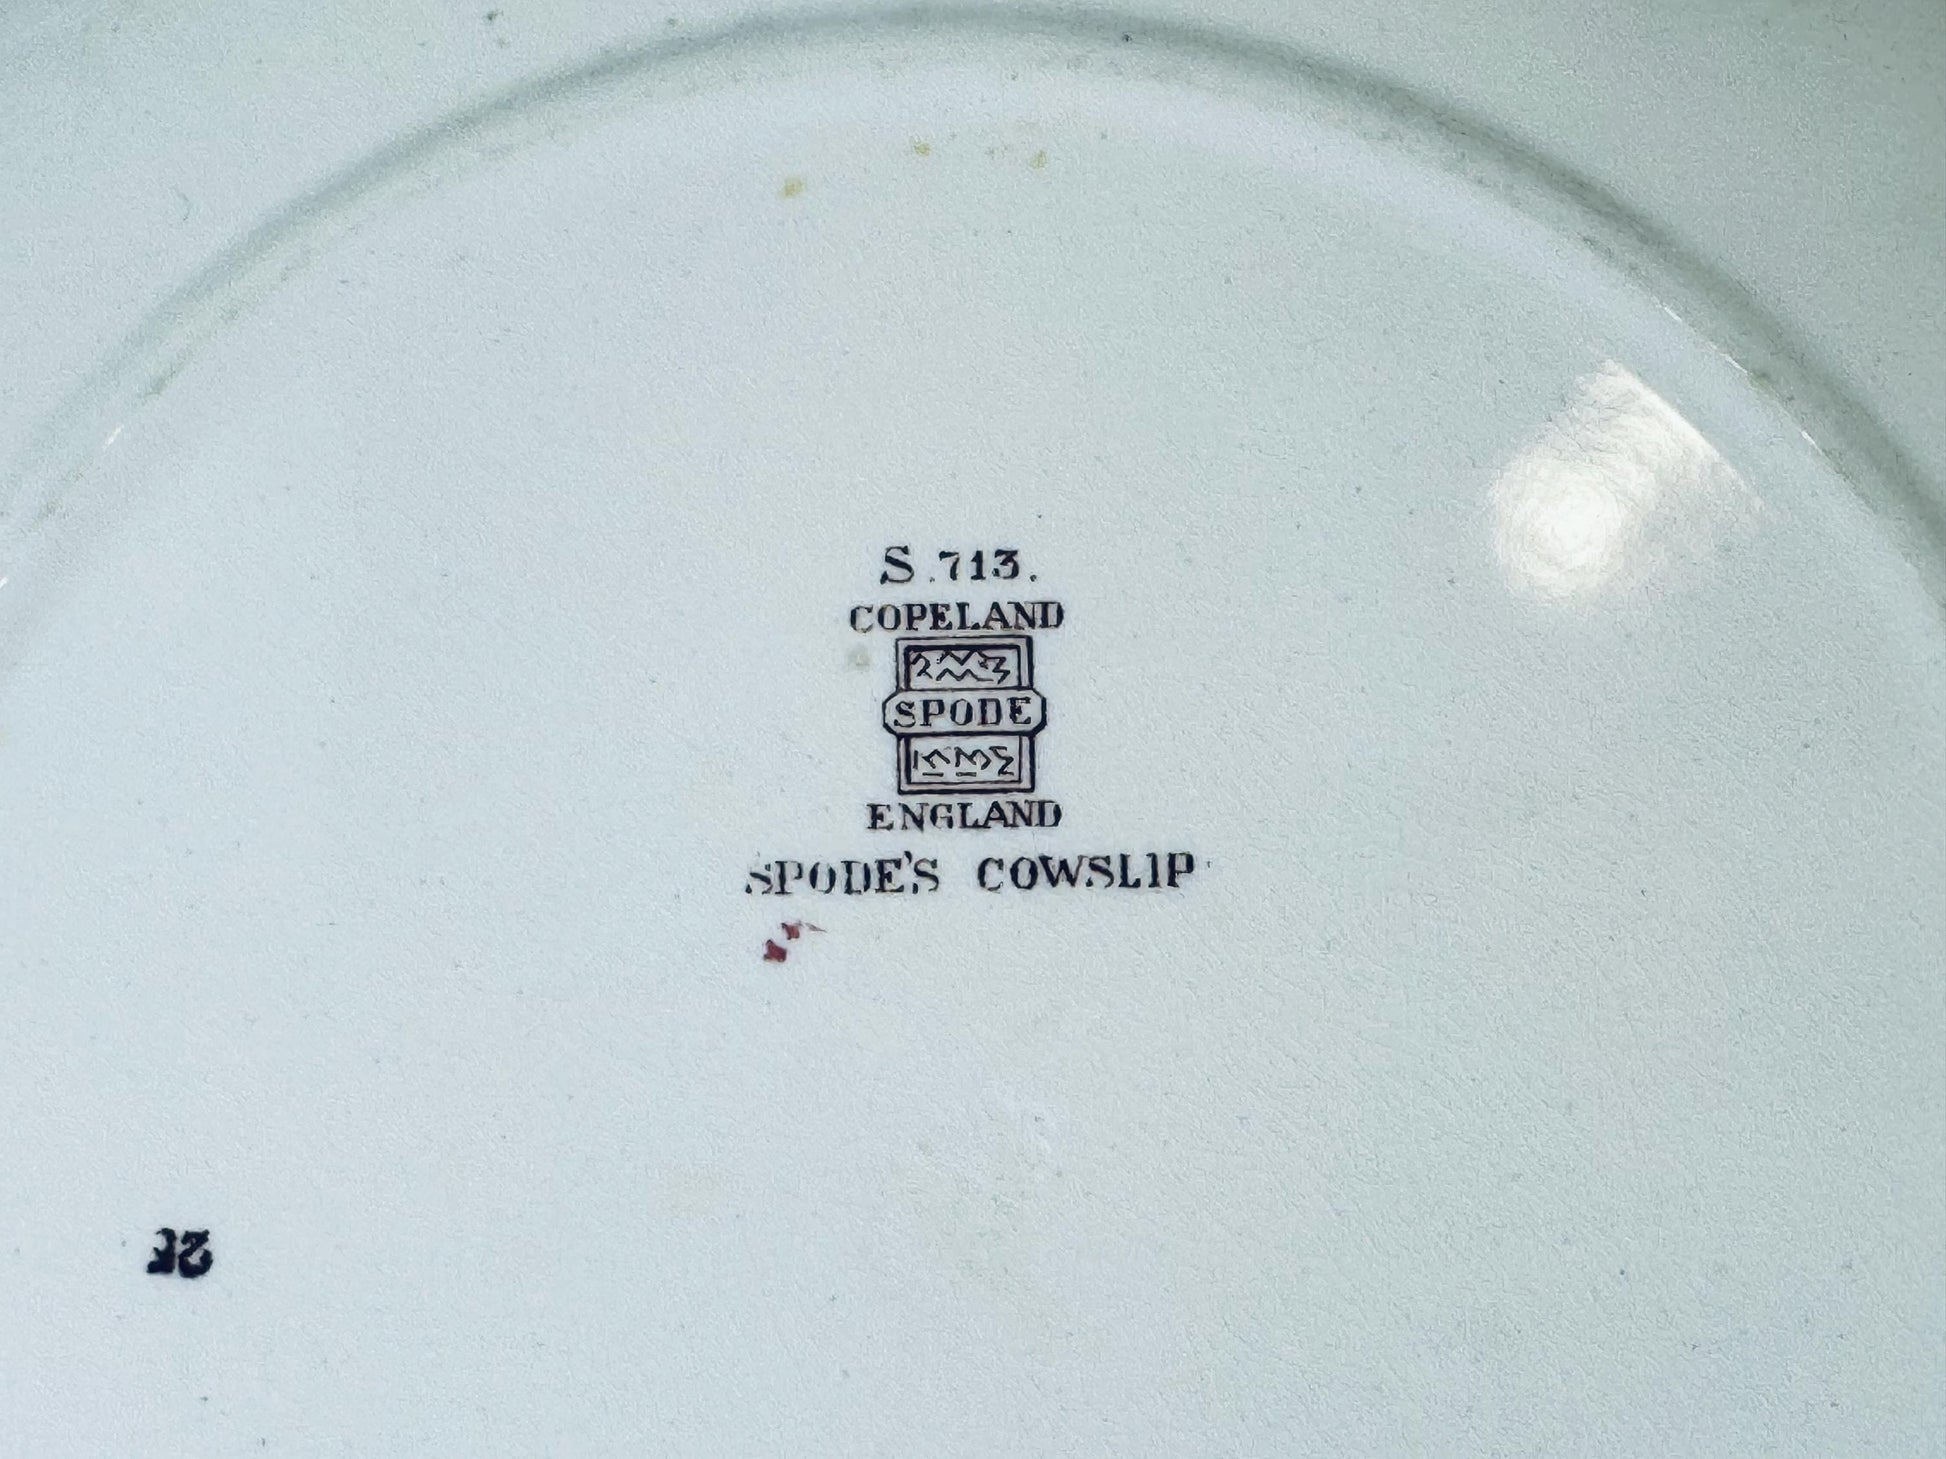 S.713.
COPELAND
SPODE
ENGLAND
SPODE'S COWSLIP